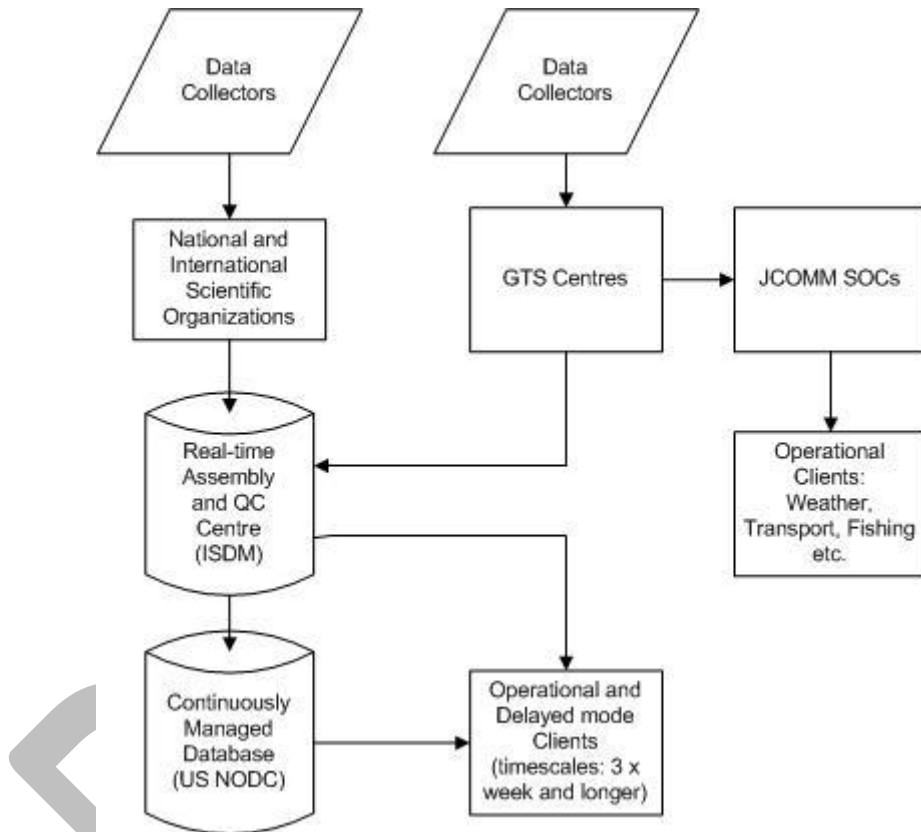 Data
Collectors
Data
Collectors
National and
International
Scientific
Organizations
GTS Centres
JCOMM SOCs
Real-time
Assembly
and QC
Centre
(ISDM)
Operational
Clients:
Weather,
Transport, Fishing
etc.
Continuously
Managed
Database
(US NODC)
Operational and
Delayed mode
Clients
(timescales: 3 x
week and longer)